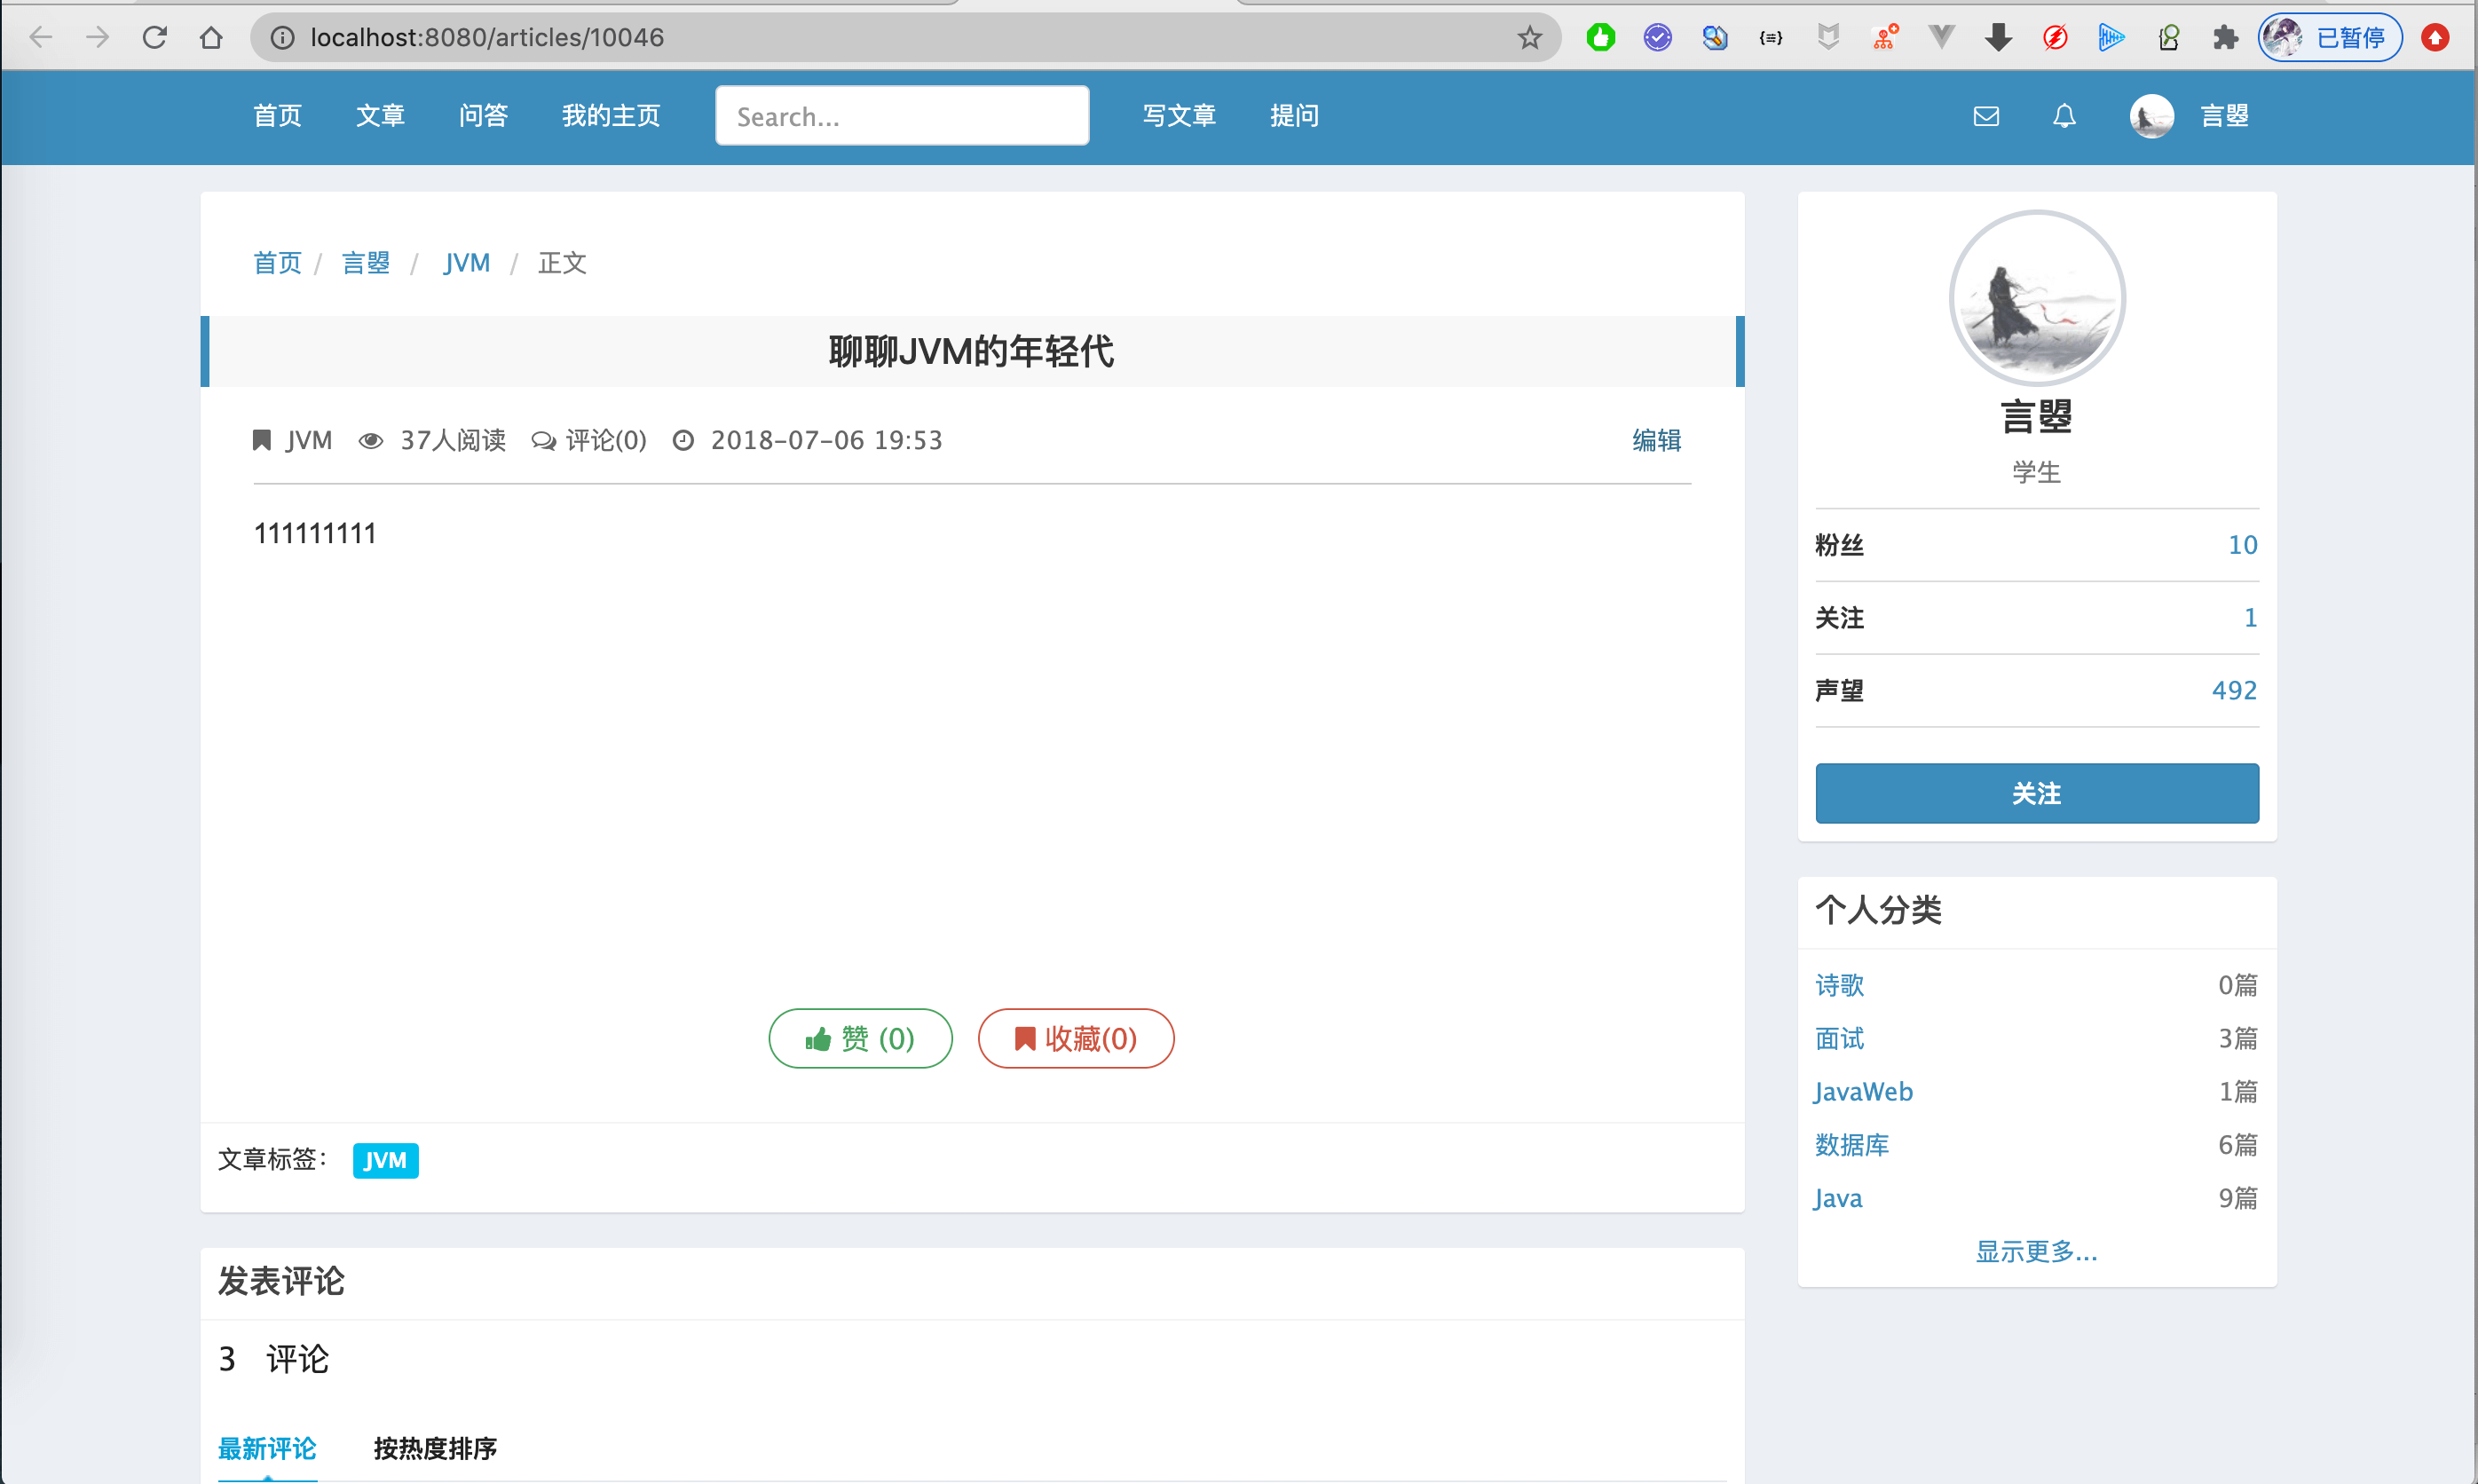 localhost:8080/articles/10046
已暂停
首页 文章 问答 我的主页 Search... 写文章 提问 言曌
首页 / 言曌 / JVM / 正文
聊聊JVM的年轻代
JVM 37人阅读 评论(0) 2018-07-06 19:53 编辑
111111111
赞 (0) 收藏(0)
文章标签： JVM
发表评论
3 评论
最新评论 按热度排序
言曌
学生
粉丝 10
关注 1
声望 492
关注
个人分类
诗歌 0篇
面试 3篇
JavaWeb 1篇
数据库 6篇
Java 9篇
显示更多...